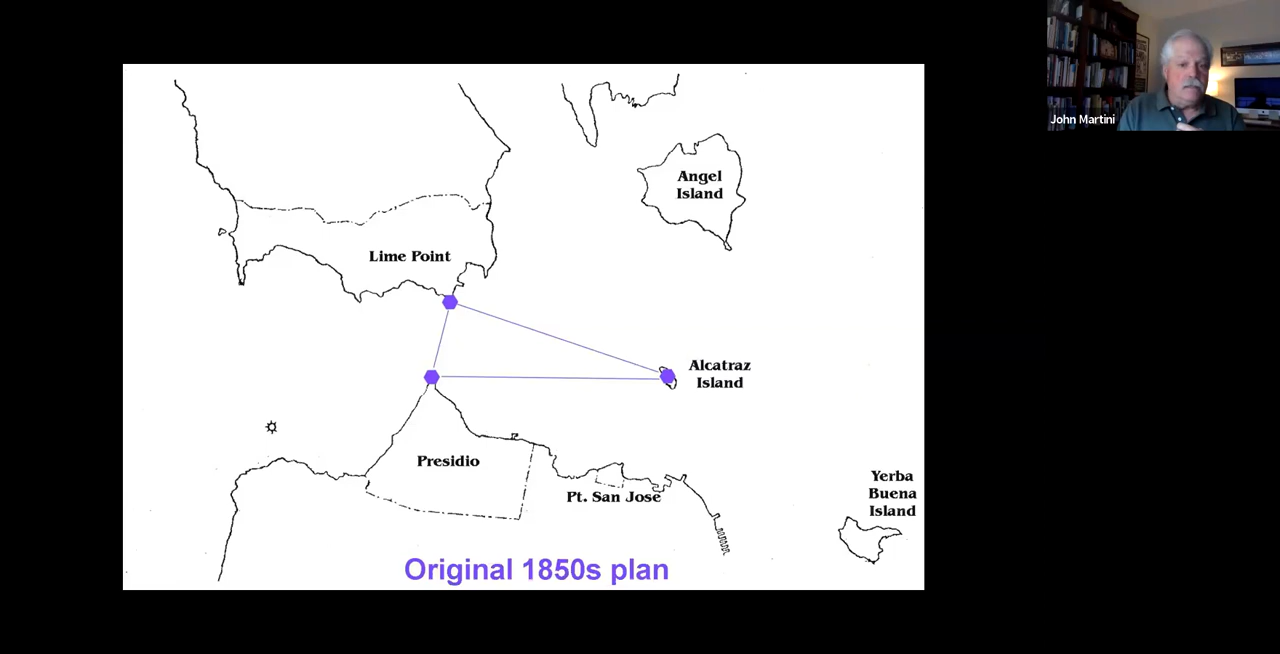 John Martini
Angel
Island
Lime Point
Alcatraz
Island
Presidio
Pt. San Jose
Yerba
Buena
Island
Original 1850s plan